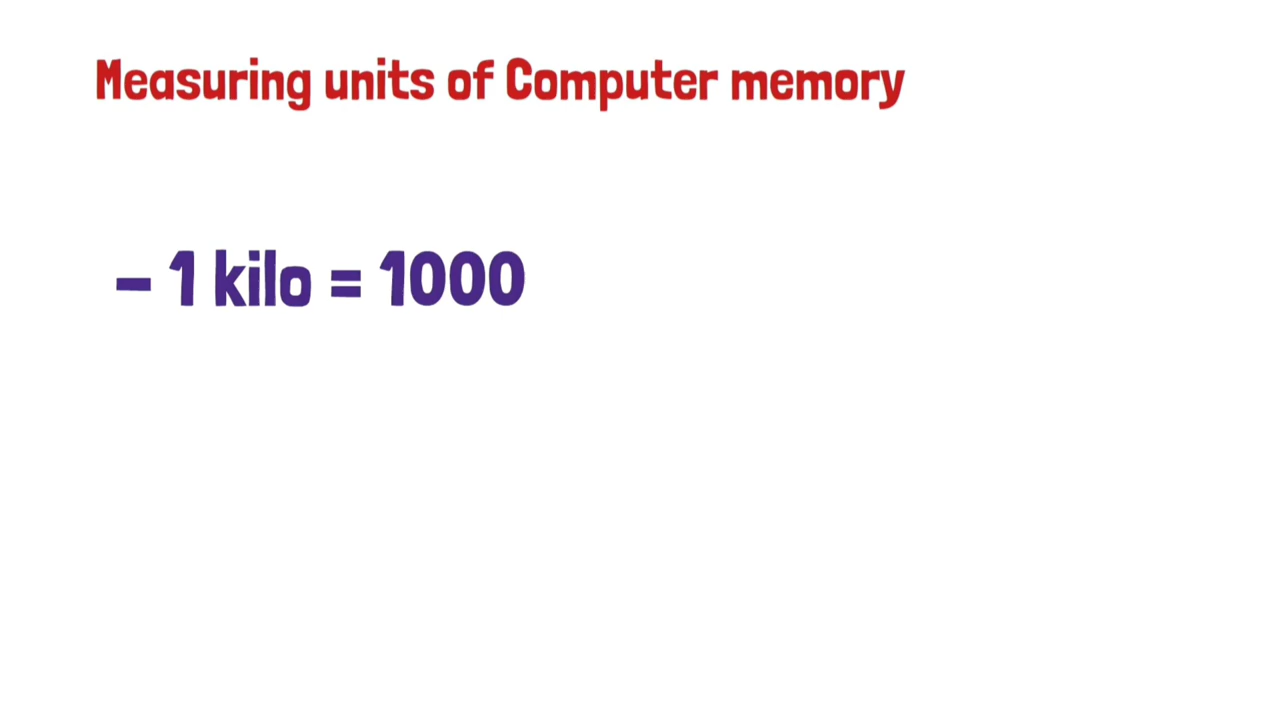 Measuring units of Computer memory
– 1 kilo = 1000